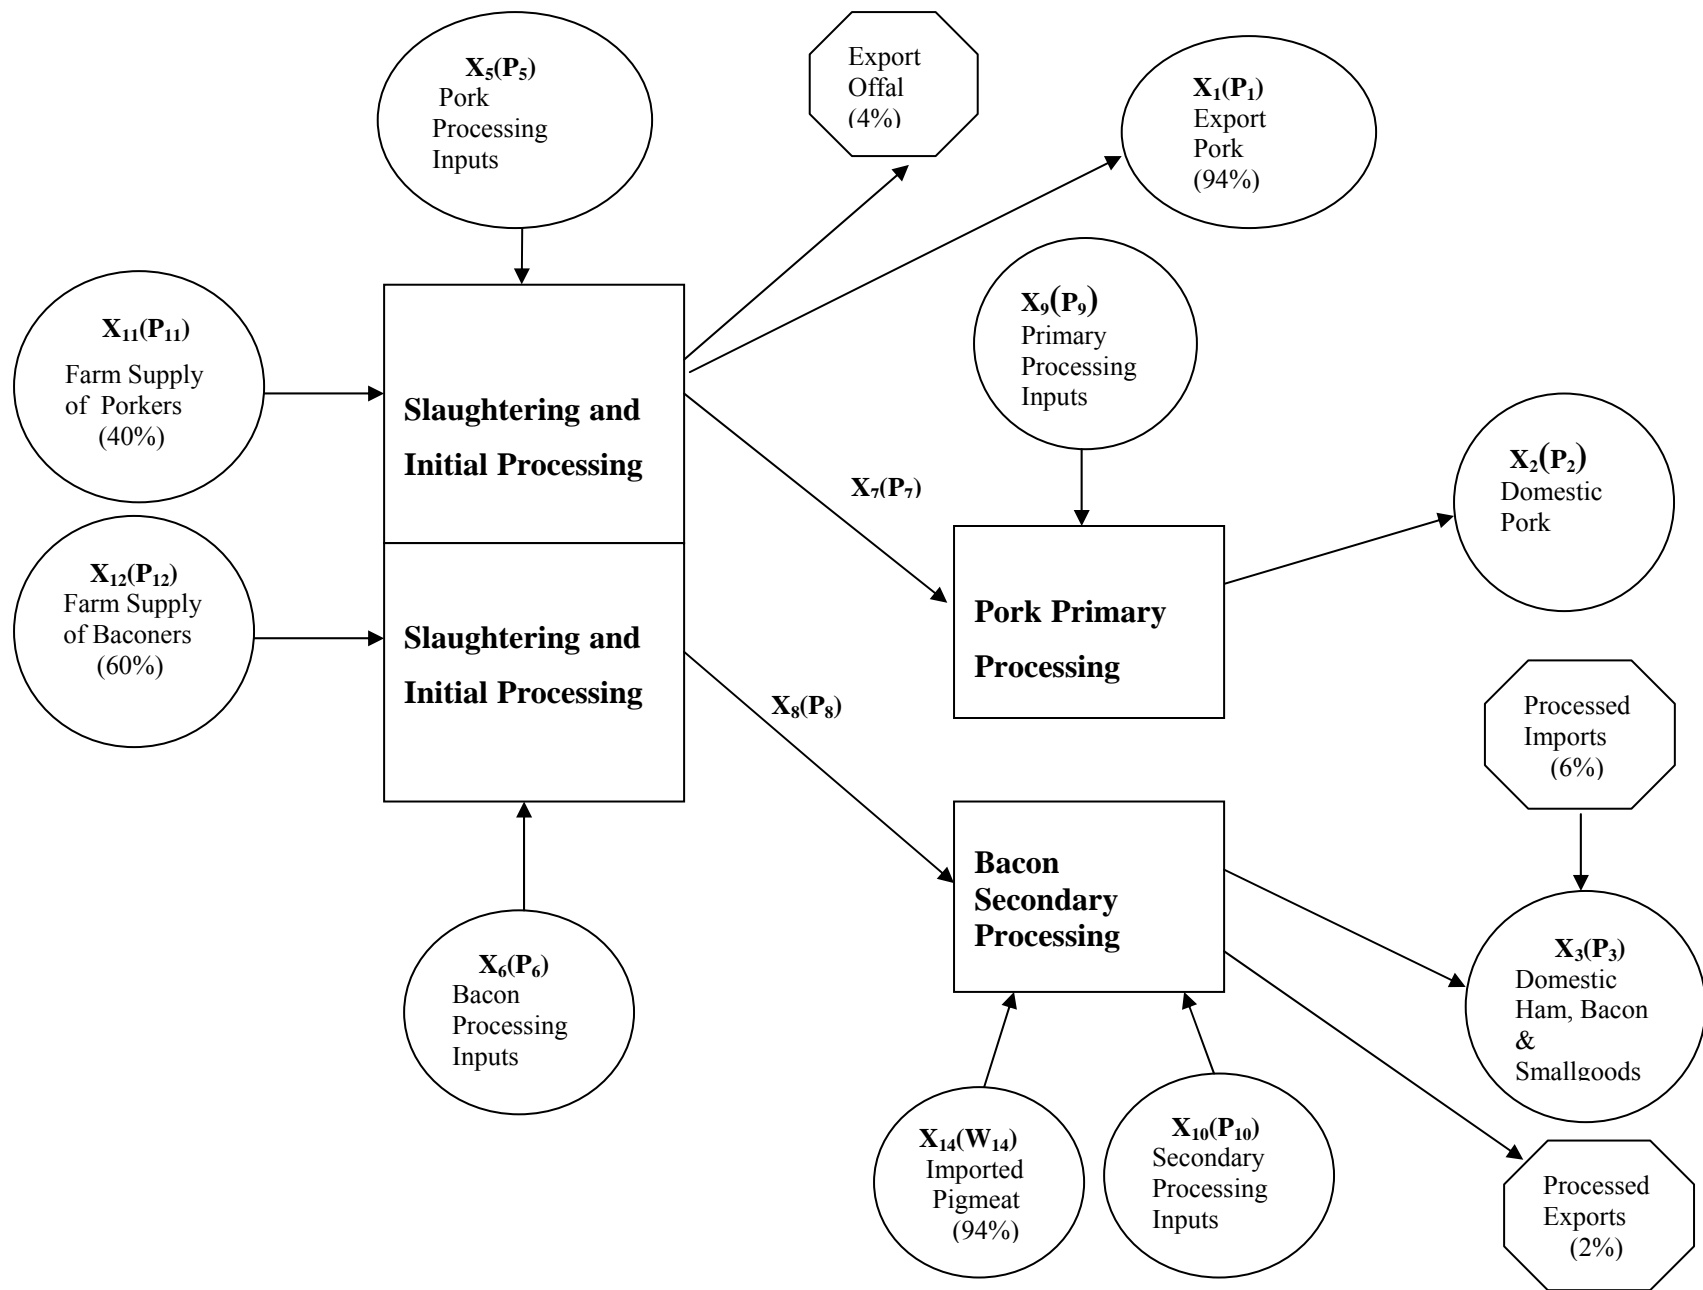 X₅(P₅)
Pork
Processing
Inputs
Export
Offal
(4%)
X₁(P₁)
Export
Pork
(94%)
X₁₁(P₁₁)
Farm Supply
of Porkers
(40%)
Slaughtering and
Initial Processing
X₉(P₉)
Primary
Processing
Inputs
X₇(P₇)
X₂(P₂)
Domestic
Pork
X₁₂(P₁₂)
Farm Supply
of Baconers
(60%)
Slaughtering and
Initial Processing
Pork Primary
Processing
X₈(P₈)
Processed
Imports
(6%)
Bacon
Secondary
Processing
X₃(P₃)
Domestic
Ham, Bacon
&
Smallgoods
X₆(P₆)
Bacon
Processing
Inputs
X₁₄(W₁₄)
Imported
Pigmeat
(94%)
X₁₀(P₁₀)
Secondary
Processing
Inputs
Processed
Exports
(2%)